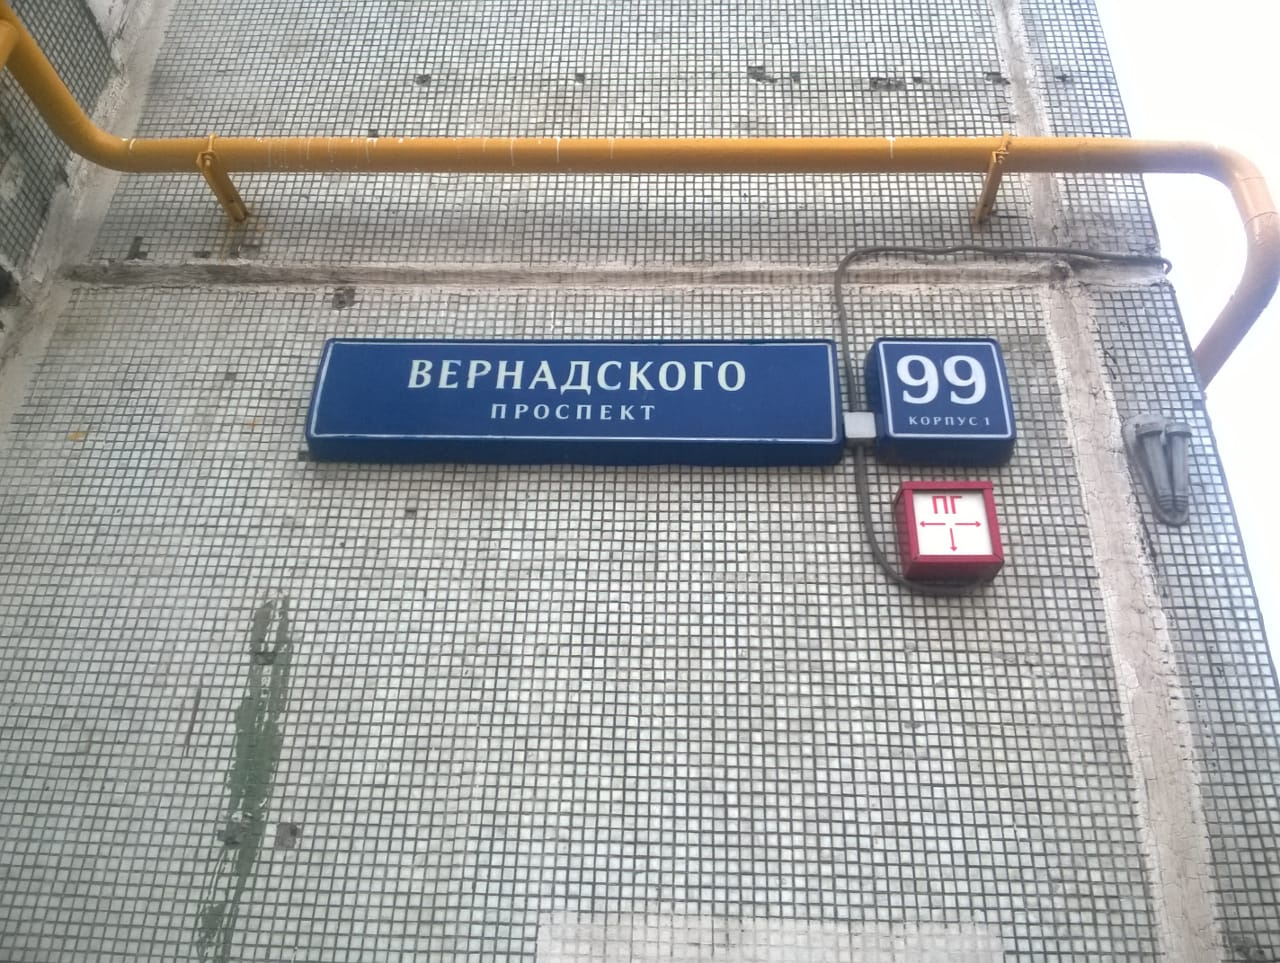 ВЕРНАДСКОГО
ПРОСПЕКТ
99
КОРПУС 1
ПГ